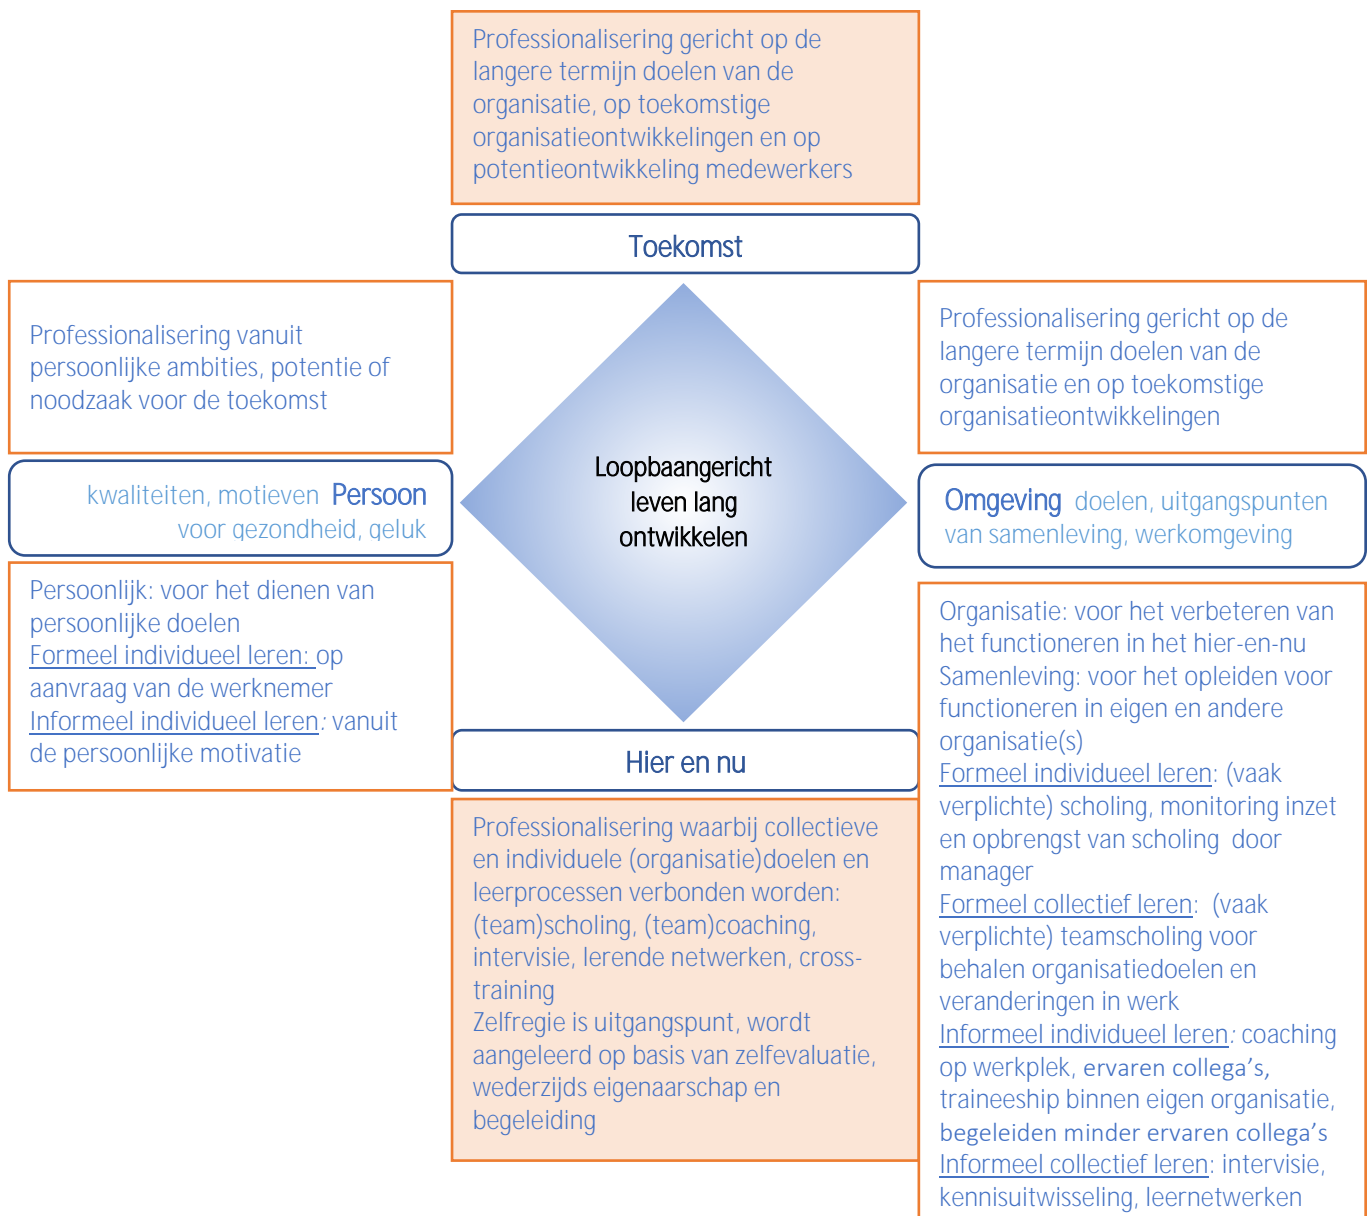 Professionalisering gericht op de
langere termijn doelen van de
organisatie, op toekomstige
organisatieontwikkelingen en op
potentieontwikkeling medewerkers
Toekomst
Professionalisering vanuit
persoonlijke ambities, potentie of
noodzaak voor de toekomst
Professionalisering gericht op de
langere termijn doelen van de
organisatie en op toekomstige
organisatieontwikkelingen
kwaliteiten, motieven Persoon
voor gezondheid, geluk
Loopbaangericht
leven lang
ontwikkelen
Omgeving doelen, uitgangspunten
van samenleving, werkomgeving
Persoonlijk: voor het dienen van
persoonlijke doelen
Formeel individueel leren: op
aanvraag van de werknemer
Informeel individueel leren: vanuit
de persoonlijke motivatie
Hier en nu
Professionalisering waarbij collectieve
en individuele (organisatie)doelen en
leerprocessen verbonden worden:
(team)scholing, (team)coaching,
intervisie, lerende netwerken, cross-
training
Zelfregie is uitgangspunt, wordt
aangeleerd op basis van zelfevaluatie,
wederzijds eigenaarschap en
begeleiding
Organisatie: voor het verbeteren van
het functioneren in het hier-en-nu
Samenleving: voor het opleiden voor
functioneren in eigen en andere
organisatie(s)
Formeel individueel leren: (vaak
verplichte) scholing, monitoring inzet
en opbrengst van scholing door
manager
Formeel collectief leren: (vaak
verplichte) teamscholing voor
behalen organisatiedoelen en
veranderingen in werk
Informeel individueel leren: coaching
op werkplek, ervaren collega's,
traineeship binnen eigen organisatie,
begeleiden minder ervaren collega's
Informeel collectief leren: intervisie,
kennisuitwisseling, leernetwerken